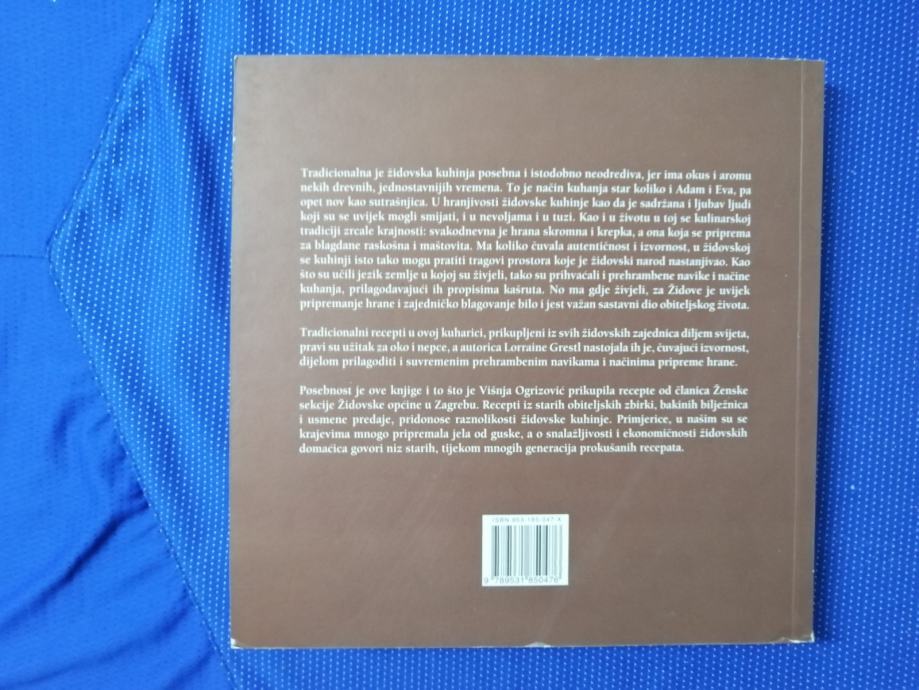 Tradicionalna je židovska kuhinja posebna i istodobno neodrediva, jer ima okus i aromu
nekih drevnih, jednostavnijih vremena. To je način kuhanja star koliko i Adam i Eva, pa
opet nov kao sutrašnjica. U hranjivosti židovske kuhinje kao da je sadržana i ljubav ljudi
koji su se uvijek mogli smijati, i u nevoljama i u tuzi. Kao i u životu u toj se kulinarskoj
tradiciji zrcale krajnosti: svakodnevna je hrana skromna i krepka, a ona koja se priprema
za blagdane raskošna i maštovita. Ma koliko čuvala autentičnost i izvornost, u židovskoj
se kuhinji isto tako mogu pratiti tragovi prostora koje je židovski narod nastanjivao. Kao
što su učili jezik zemlje u kojoj su živjeli, tako su prihvaćali i prehrambene navike i načine
kuhanja, prilagođavajući ih propisima kašruta. No ma gdje živjeli, za Židove je uvijek
pripremanje hrane i zajedničko blagovanje bilo i jest važan sastavni dio obiteljskog života.
Tradicionalni recepti u ovoj kuharici, prikupljeni iz svih židovskih zajednica diljem svijeta,
pravi su užitak za oko i nepce, a autorica Lorraine Grestl nastojala ih je, čuvajući izvornost,
dijelom prilagoditi i suvremenim prehrambenim navikama i načinima pripreme hrane.
Posebnost je ove knjige i to što je Višnja Ogrizović prikupila recepte od članica Ženske
sekcije Židovske općine u Zagrebu. Recepti iz starih obiteljskih zbirki, bakinih bilježnica
i usmene predaje, pridonose raznolikosti židovske kuhinje. Primjerice, u našim su se
krajevima mnogo pripremala jela od guske, a o snalažljivosti i ekonomičnosti židovskih
domaćica govori niz starih, tijekom mnogih generacija prokušanih recepata.
ISBN 953-185-047-X
9 789531 850476